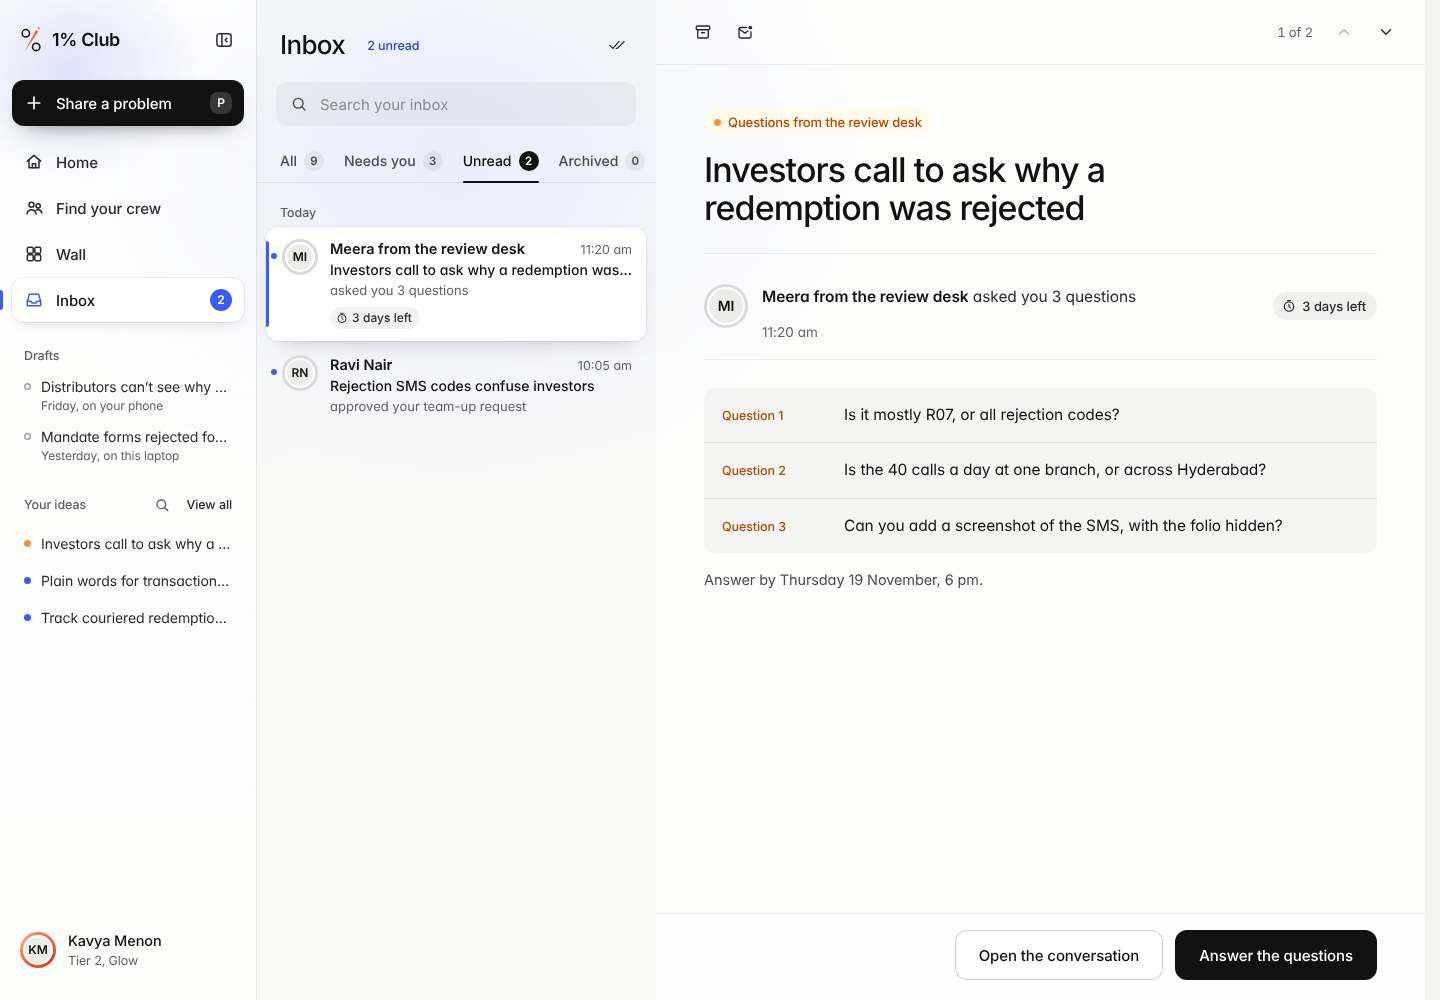 1% Club
Share a problem P
Home
Find your crew
Wall
Inbox 2
Drafts
Distributors can’t see why ...
Friday, on your phone
Mandate forms rejected fo...
Yesterday, on this laptop
Your ideas View all
Investors call to ask why a ...
Plain words for transaction...
Track couriered redemptio...
KM Kavya Menon
Tier 2, Glow
Inbox 2 unread
Search your inbox
All 9 Needs you 3 Unread 2 Archived 0
Today
MI Meera from the review desk 11:20 am
Investors call to ask why a redemption was...
asked you 3 questions
3 days left
RN Ravi Nair 10:05 am
Rejection SMS codes confuse investors
approved your team-up request
1 of 2
Questions from the review desk
Investors call to ask why a
redemption was rejected
MI Meera from the review desk asked you 3 questions
11:20 am
3 days left
Question 1 Is it mostly R07, or all rejection codes?
Question 2 Is the 40 calls a day at one branch, or across Hyderabad?
Question 3 Can you add a screenshot of the SMS, with the folio hidden?
Answer by Thursday 19 November, 6 pm.
Open the conversation Answer the questions